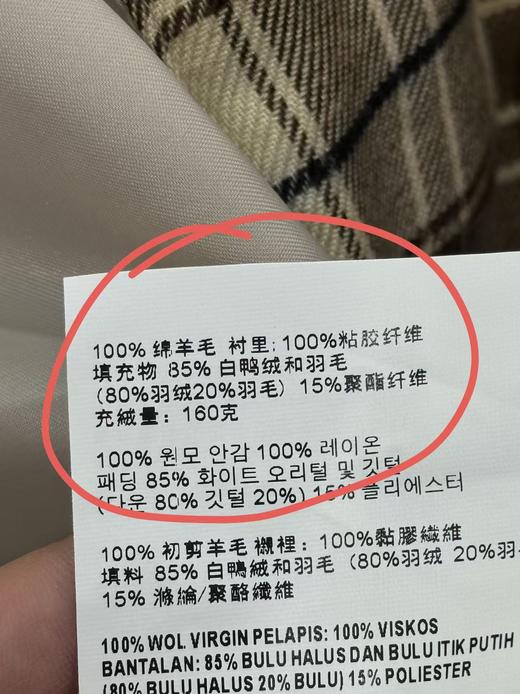 100% 绵羊毛 衬里: 100%粘胶纤维
填充物 85% 白鸭绒和羽毛
(80%羽绒20%羽毛) 15%聚酯纤维
充絨量: 160克
100% 원모 안감 100% 레이온
패딩 85% 화이트 오리털 및 깃털
(다운 80% 깃털 20%) 15% 폴리에스터
100% 初剪羊毛 襯裡: 100%黏膠纖維
填料 85% 白鴨絨和羽毛 (80%羽绒 20%羽
15% 滌綸/聚酯纖維
100% WOL VIRGIN PELAPIS: 100% VISKOS
BANTALAN: 85% BULU HALUS DAN BULU ITIK PUTIH
(80% BULU HALUS 20% BULU) 15% POLIESTER